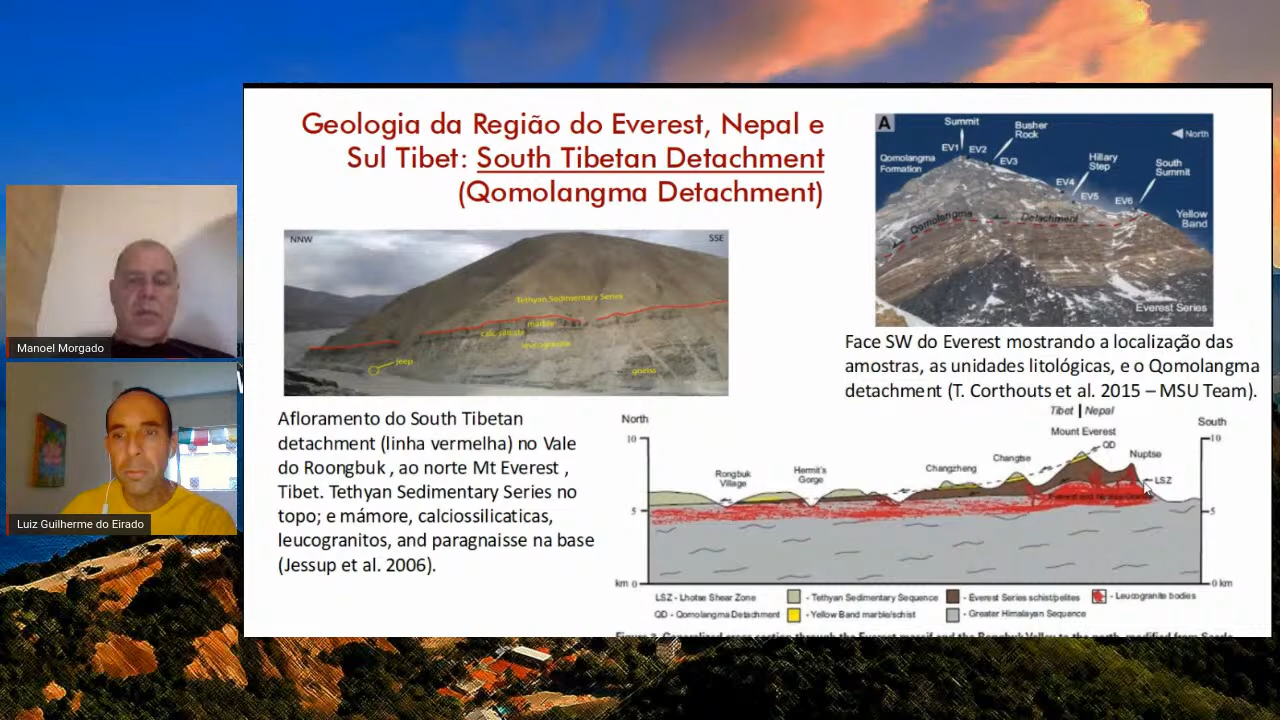 Geologia da Região do Everest, Nepal e
Sul Tibet: South Tibetan Detachment
(Qomolangma Detachment)
A
Summit
Busher
Rock
North
EV1
EV2
EV3
Qomolangma
Formation
Hillary
Step
South
Summit
EV4
EV5
EV6
Yellow
Band
Qomolangma Detachment
Everest Series
NNW
SSE
Tethyan Sedimentary Series
marble
calc silicate
leucogranite
jeep
gneiss
Face SW do Everest mostrando a localização das
amostras, as unidades litológicas, e o Qomolangma
detachment (T. Corthouts et al. 2015 – MSU Team).
Afloramento do South Tibetan
detachment (linha vermelha) no Vale
do Roongbuk , ao norte Mt Everest ,
Tibet. Tethyan Sedimentary Series no
topo; e mámore, calciossilicaticas,
leucogranitos, and paragnaisse na base
(Jessup et al. 2006).
Tibet | Nepal
North
South
Mount Everest
10
10
QD
Nuptse
Changtse
Changzheng
Hermit's
Gorge
Rongbuk
Village
LSZ
5
5
km 0
0 km
LSZ - Lhotse Shear Zone
- Tethyan Sedimentary Sequence
- Everest Series schist/pelites
- Leucogranite bodies
QD - Qomolangma Detachment
- Yellow Band marble/schist
- Greater Himalayan Sequence
Manoel Morgado
Luiz Guilherme do Eirado